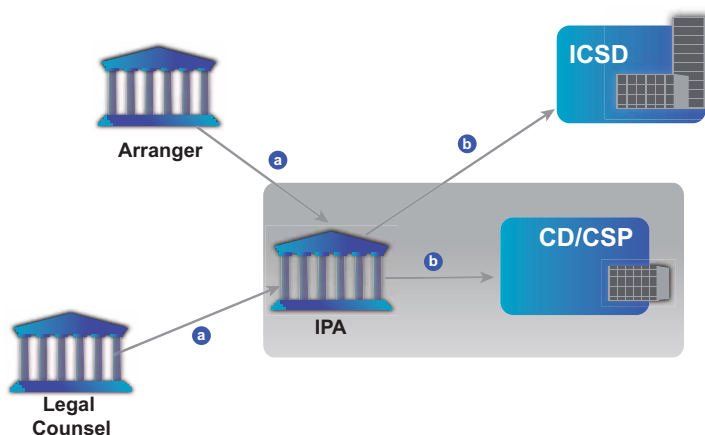 ICSD
Arranger
a
b
CD/CSP
b
IPA
a
Legal
Counsel